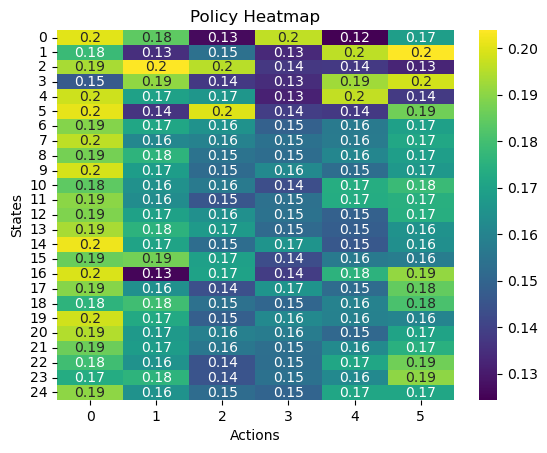 Policy Heatmap
0 0.2 0.18 0.13 0.2 0.12 0.17
1 0.18 0.13 0.15 0.13 0.2 0.2
2 0.19 0.2 0.2 0.14 0.14 0.13
3 0.15 0.19 0.14 0.13 0.19 0.2
4 0.2 0.17 0.17 0.13 0.2 0.14
5 0.2 0.14 0.2 0.14 0.14 0.19
6 0.19 0.17 0.16 0.15 0.16 0.17
7 0.2 0.16 0.16 0.15 0.16 0.17
8 0.19 0.18 0.15 0.15 0.15 0.17
9 0.2 0.17 0.15 0.16 0.15 0.17
10 0.18 0.16 0.16 0.14 0.17 0.18
11 0.19 0.16 0.15 0.15 0.17 0.17
12 0.19 0.17 0.16 0.15 0.15 0.17
13 0.19 0.18 0.17 0.15 0.15 0.16
14 0.2 0.17 0.15 0.17 0.15 0.16
15 0.19 0.19 0.17 0.14 0.16 0.16
16 0.2 0.13 0.17 0.14 0.18 0.19
17 0.19 0.16 0.14 0.17 0.15 0.18
18 0.18 0.18 0.15 0.15 0.16 0.18
19 0.2 0.17 0.15 0.16 0.16 0.16
20 0.19 0.17 0.16 0.16 0.15 0.17
21 0.19 0.17 0.16 0.15 0.16 0.17
22 0.18 0.16 0.14 0.15 0.17 0.19
23 0.17 0.18 0.14 0.15 0.16 0.19
24 0.19 0.16 0.15 0.15 0.17 0.17
0 1 2 3 4 5
Actions
States
0.20
0.19
0.18
0.17
0.16
0.15
0.14
0.13